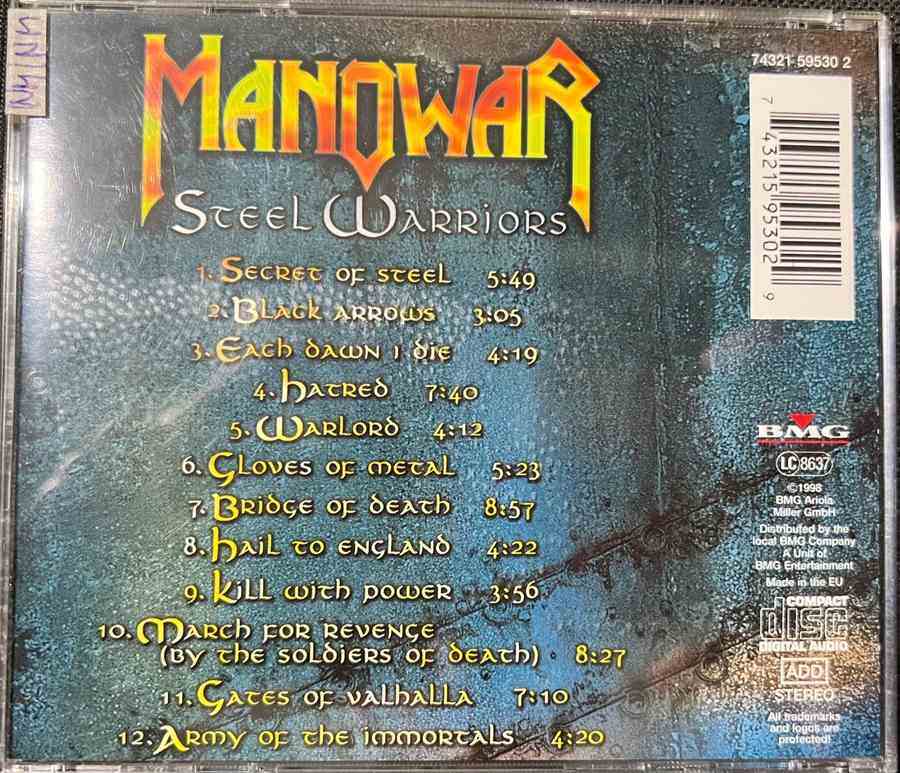 NM/NM
74321 59530 2
MANOWAR
STEEL WARRIORS
1. SECRET OF STEEL 5:49
2. BLACK ARROWS 3:05
3. EACH DAWN I DIE 4:19
4. HATRED 7:40
5. WARLORD 4:12
6. GLOVES OF METAL 5:23
7. BRIDGE OF DEATH 8:57
8. HAIL TO ENGLAND 4:22
9. KILL WITH POWER 3:56
10. MARCH FOR REVENGE
(BY THE SOLDIERS OF DEATH) 8:27
11. GATES OF VALHALLA 7:10
12. ARMY OF THE IMMORTALS 4:20
7 43215 95302 9
BMG
LC 8637
©1998
BMG Ariola
Miller GmbH
Distributed by the
local BMG Company
A Unit of
BMG Entertainment
Made in the EU
COMPACT
disc
DIGITAL AUDIO
ADD
STEREO
All trademarks
and logos are
protected!